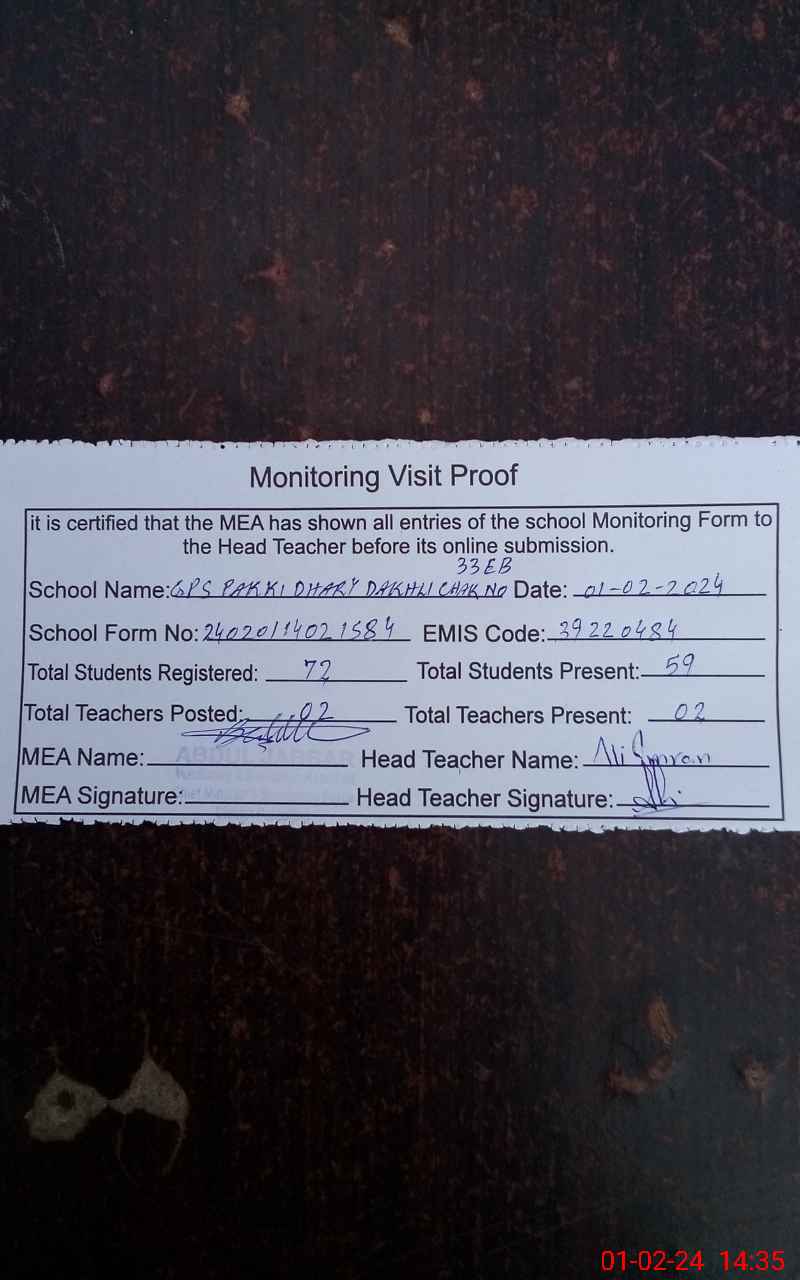 Monitoring Visit Proof
it is certified that the MEA has shown all entries of the school Monitoring Form to
the Head Teacher before its online submission.
33EB
School Name: GPS PAKKI DHARY DAKHLI CHAK NO Date: 01-02-2024
School Form No: 24020114021584 EMIS Code: 39220484
Total Students Registered: 72 Total Students Present: 59
Total Teachers Posted: 02 Total Teachers Present: 02
MEA Name: ABDUL JABBAR Head Teacher Name: Ali Imran
MEA Signature: Head Teacher Signature: Ali
01-02-24 14:35